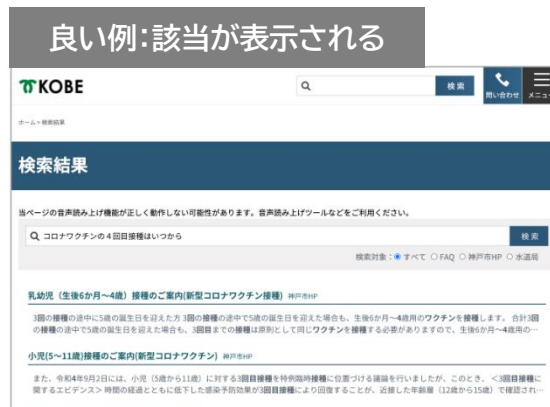 良い例：該当が表示される
KOBE
検索
問い合わせ
メニュー
ホーム > 検索結果
検索結果
当ページの音声読み上げ機能が正しく動作しない可能性があります。音声読み上げツールなどをご利用ください。
コロナワクチンの４回目接種はいつから
検索
検索対象： すべて FAQ 神戸市HP 水道局
乳幼児（生後6か月〜4歳）接種のご案内(新型コロナワクチン接種) 神戸市HP
3回の接種の途中に5歳の誕生日を迎えた方 3回の接種の途中で5歳の誕生日を迎えた場合も、生後6か月〜4歳用のワクチンを接種します。 合計3回
の接種の途中で5歳の誕生日を迎えた場合も、3回目までの接種は原則として同じワクチンを接種する必要がありますので、生後6か月〜4歳用の…
小児(5〜11歳)接種のご案内(新型コロナワクチン) 神戸市HP
また、令和4年9月2日には、小児（5歳から11歳）に対する3回目接種を特例臨時接種に位置づける議論を行いましたが、このとき、＜3回目接種に
関するエビデンス＞ 時間の経過とともに低下した感染予防効果が3回目接種により回復することが、近接した年齢層（12歳から15歳）で確認され…